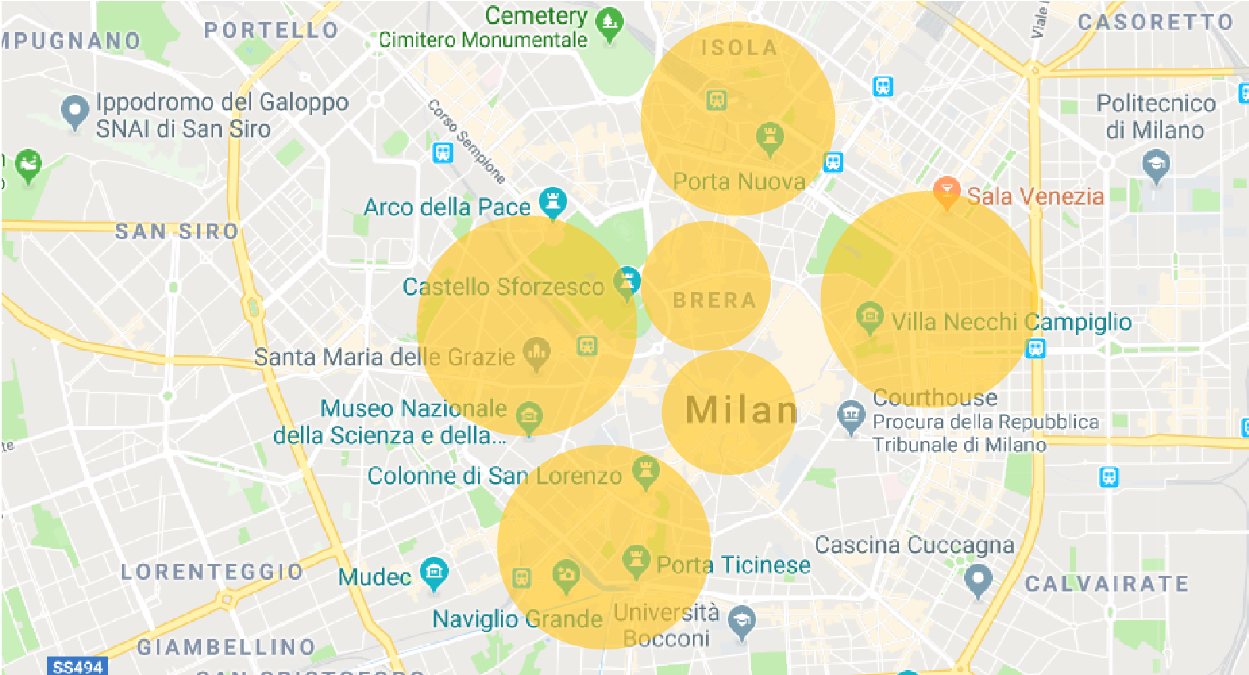 Cemetery
Cimitero Monumentale
PORTELLO
CASORETTO
MPUGNANO
ISOLA
Viale
Ippodromo del Galoppo
SNAI di San Siro
Corso Sempione
Politecnico
di Milano
Porta Nuova
Sala Venezia
Arco della Pace
SAN SIRO
Castello Sforzesco
BRERA
Villa Necchi Campiglio
Santa Maria delle Grazie
Museo Nazionale
della Scienza e della...
Milan
Courthouse
Procura della Repubblica
Tribunale di Milano
Colonne di San Lorenzo
Cascina Cuccagna
Porta Ticinese
LORENTEGGIO
Mudec
CALVAIRATE
Naviglio Grande
Università
Bocconi
GIAMBELLINO
SS494
SAN CRISTOFORO